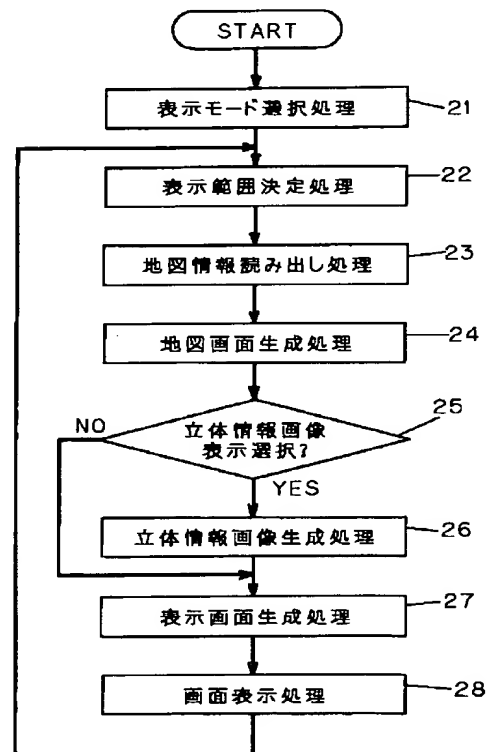 START
表示モード選択処理
21
表示範囲決定処理
22
地図情報読み出し処理
23
地図画面生成処理
24
25
立体情報画像
表示選択?
NO
YES
立体情報画像生成処理
26
表示画面生成処理
27
画面表示処理
28